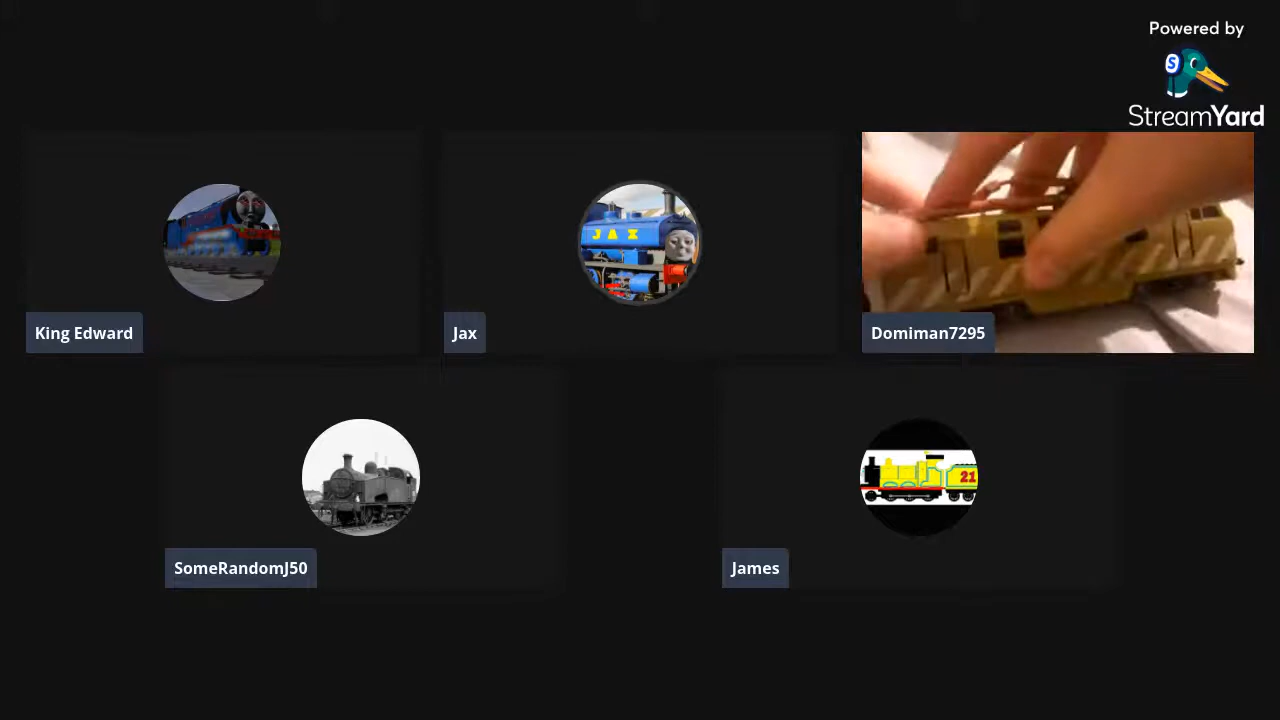 Powered by
S
StreamYard
JAX
King Edward
Jax
Domiman7295
21
SomeRandomJ50
James